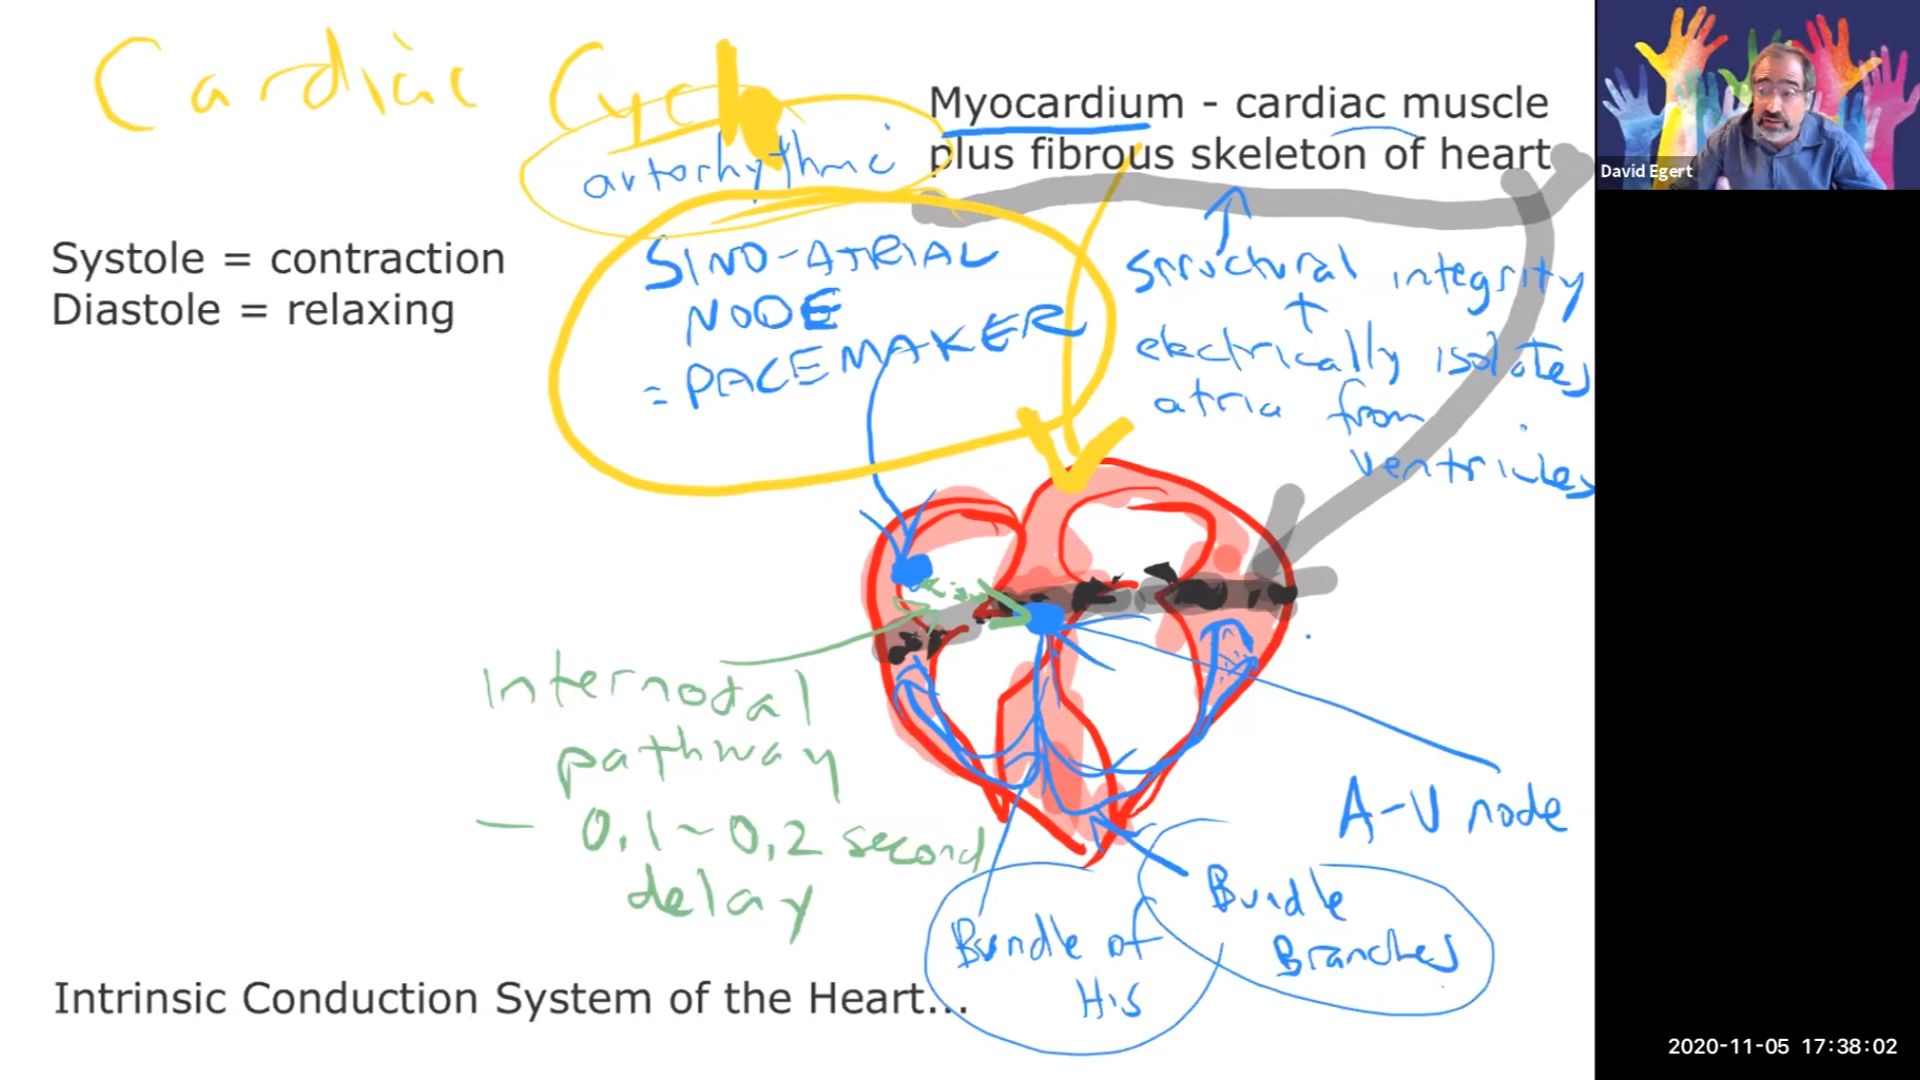 Cardiac Cycle
autorhythmic
Myocardium - cardiac muscle
plus fibrous skeleton of heart
David Egert
Systole = contraction
Diastole = relaxing
SINO-ATRIAL
NODE
= PACEMAKER
Structural integrity
+
electrically isolates
atria from
ventricles
Internodal
pathway
— 0,1~0,2 second
delay
A-V node
Bundle
Branches
Bundle of
His
Intrinsic Conduction System of the Heart...
2020-11-05 17:38:02